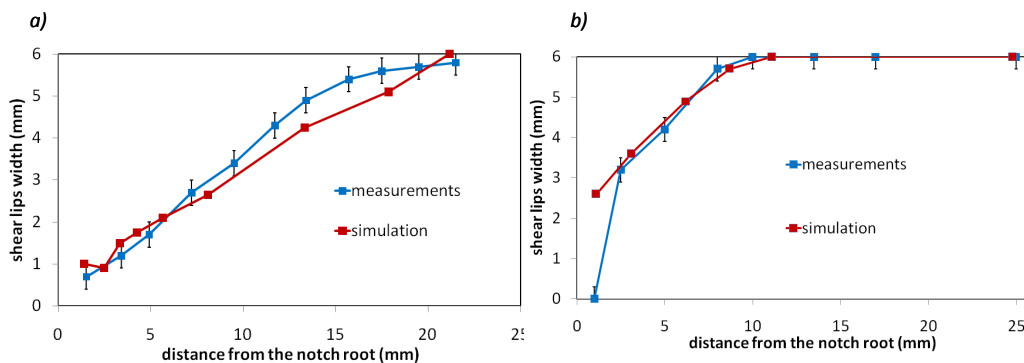 a)
6
5
4
3
2
1
0
shear lips width (mm)
0 5 10 15 20 25
distance from the notch root (mm)
measurements
simulation
b)
6
5
4
3
2
1
0
shear lips width (mm)
0 5 10 15 20 25
distance from the notch root (mm)
measurements
simulation